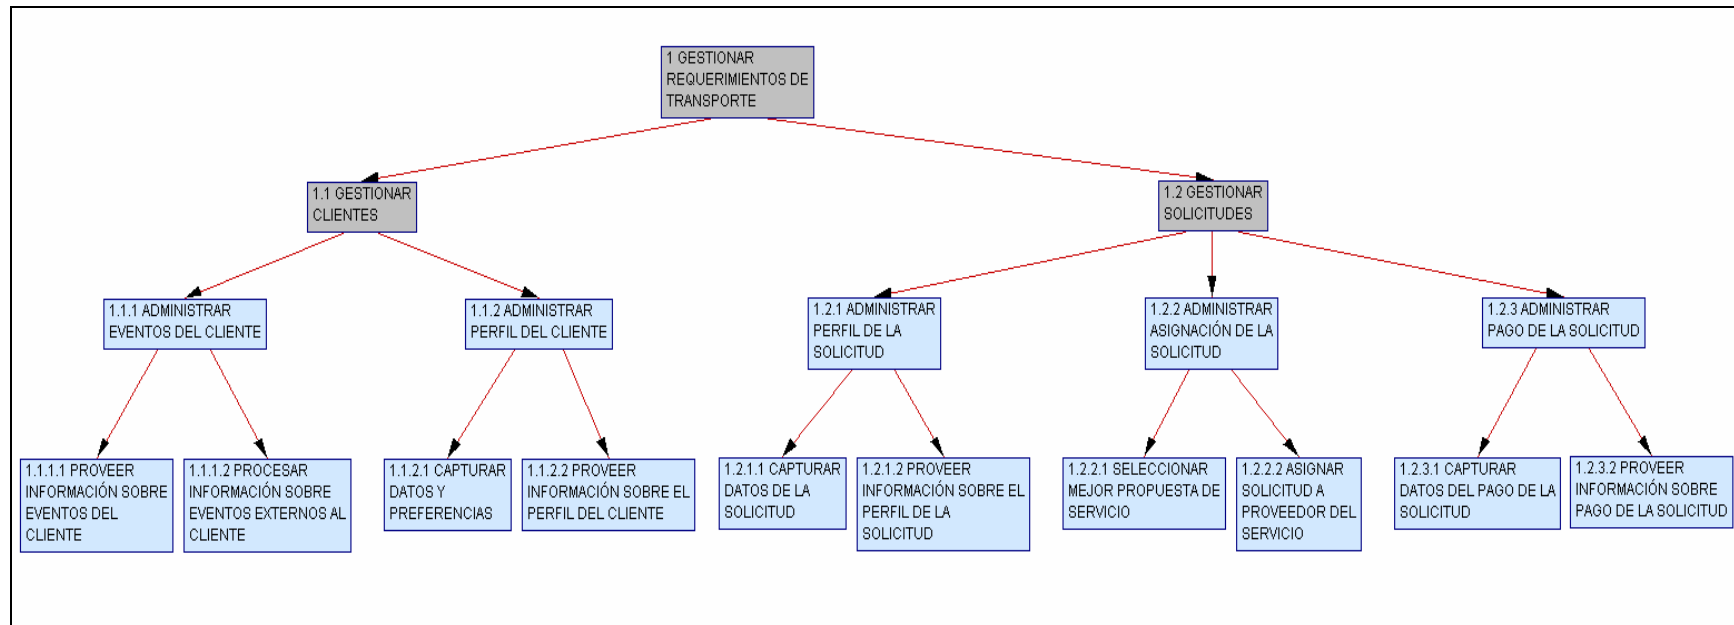 1 GESTIONAR
REQUERIMIENTOS DE
TRANSPORTE
1.1 GESTIONAR
CLIENTES
1.2 GESTIONAR
SOLICITUDES
1.1.1 ADMINISTRAR
EVENTOS DEL CLIENTE
1.1.2 ADMINISTRAR
PERFIL DEL CLIENTE
1.2.1 ADMINISTRAR
PERFIL DE LA
SOLICITUD
1.2.2 ADMINISTRAR
ASIGNACIÓN DE LA
SOLICITUD
1.2.3 ADMINISTRAR
PAGO DE LA SOLICITUD
1.1.1.1 PROVEER
INFORMACIÓN SOBRE
EVENTOS DEL
CLIENTE
1.1.1.2 PROCESAR
INFORMACIÓN SOBRE
EVENTOS EXTERNOS AL
CLIENTE
1.1.2.1 CAPTURAR
DATOS Y
PREFERENCIAS
1.1.2.2 PROVEER
INFORMACIÓN SOBRE EL
PERFIL DEL CLIENTE
1.2.1.1 CAPTURAR
DATOS DE LA
SOLICITUD
1.2.1.2 PROVEER
INFORMACIÓN SOBRE EL
PERFIL DE LA
SOLICITUD
1.2.2.1 SELECCIONAR
MEJOR PROPUESTA DE
SERVICIO
1.2.2.2 ASIGNAR
SOLICITUD A
PROVEEDOR DEL
SERVICIO
1.2.3.1 CAPTURAR
DATOS DEL PAGO DE LA
SOLICITUD
1.2.3.2 PROVEER
INFORMACIÓN SOBRE
PAGO DE LA SOLICITUD